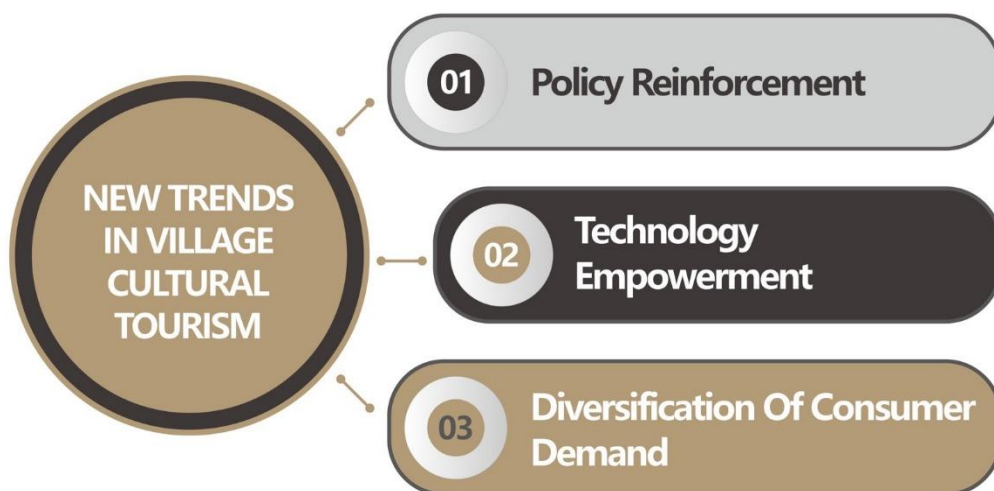 NEW TRENDS
IN VILLAGE
CULTURAL
TOURISM
01
Policy Reinforcement
02
Technology
Empowerment
03
Diversification Of Consumer
Demand